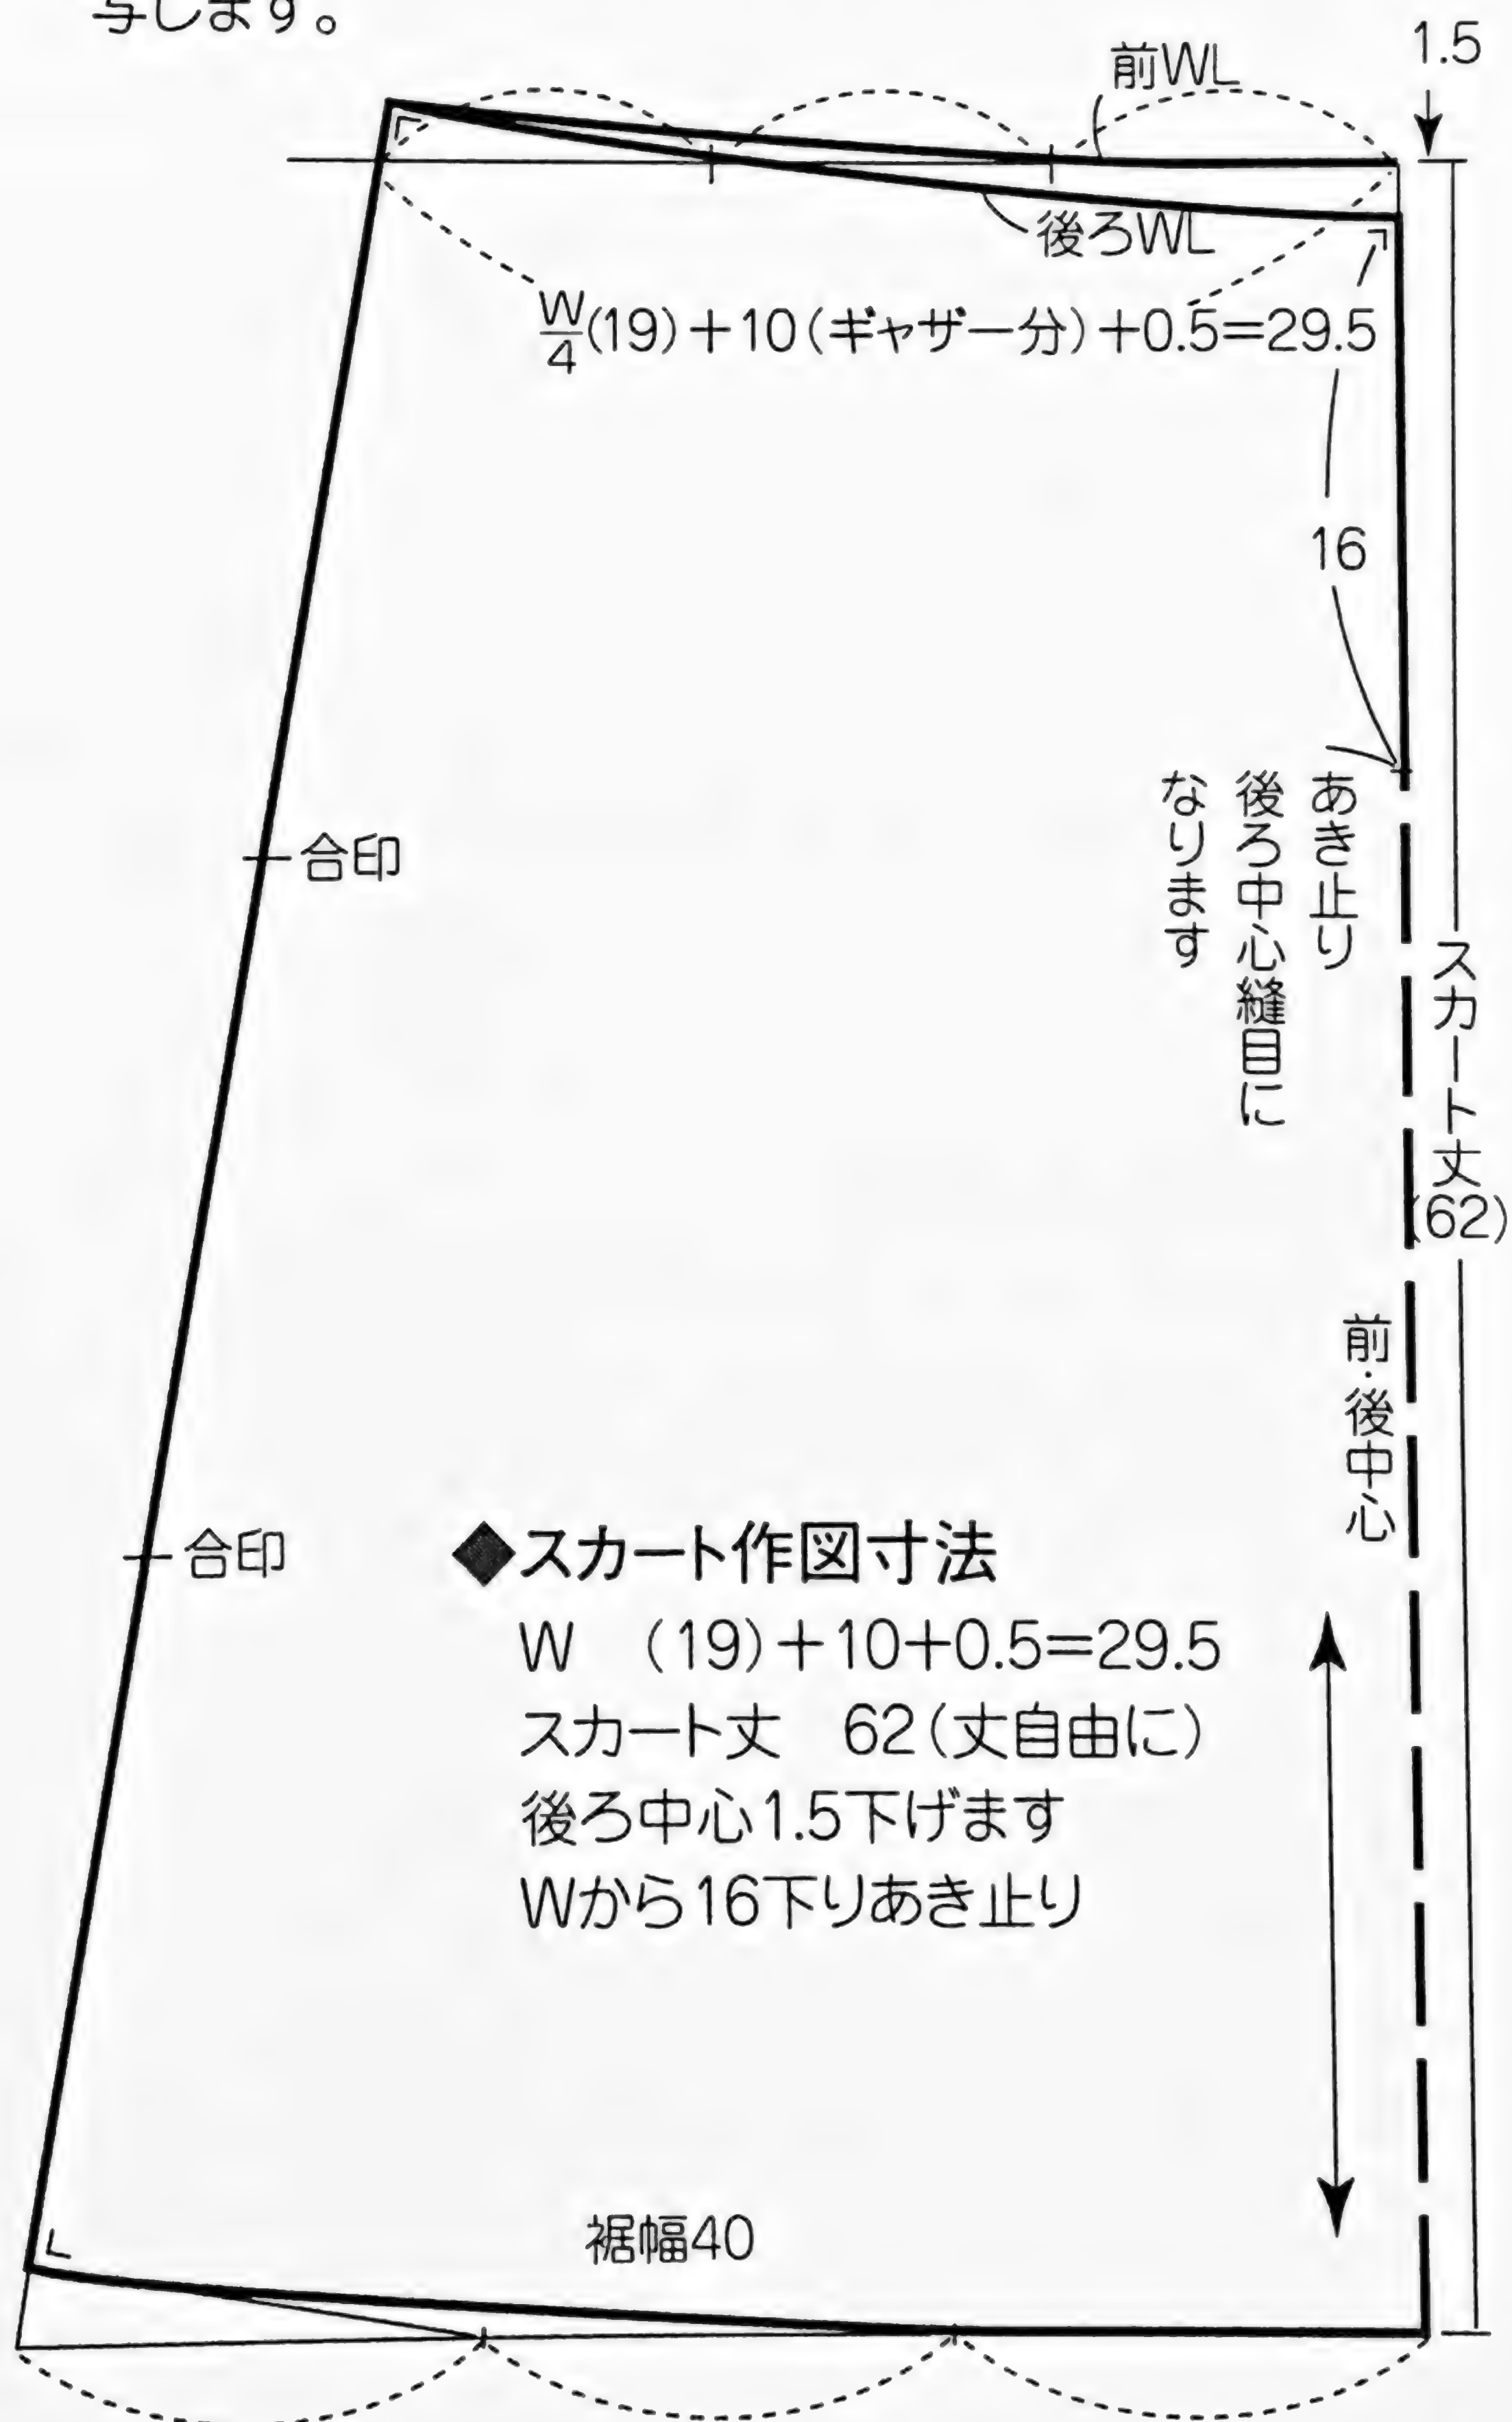 与します。
1.5
前WL
後ろWL
W/4(19)+10(ギャザー分)+0.5=29.5
16
あき止り
後ろ中心縫目に
なります
合印
スカート丈
(62)
前・後中心
合印
◆スカート作図寸法
W (19)+10+0.5=29.5
スカート丈 62(丈自由に)
後ろ中心1.5下げます
Wから16下りあき止り
裾幅40